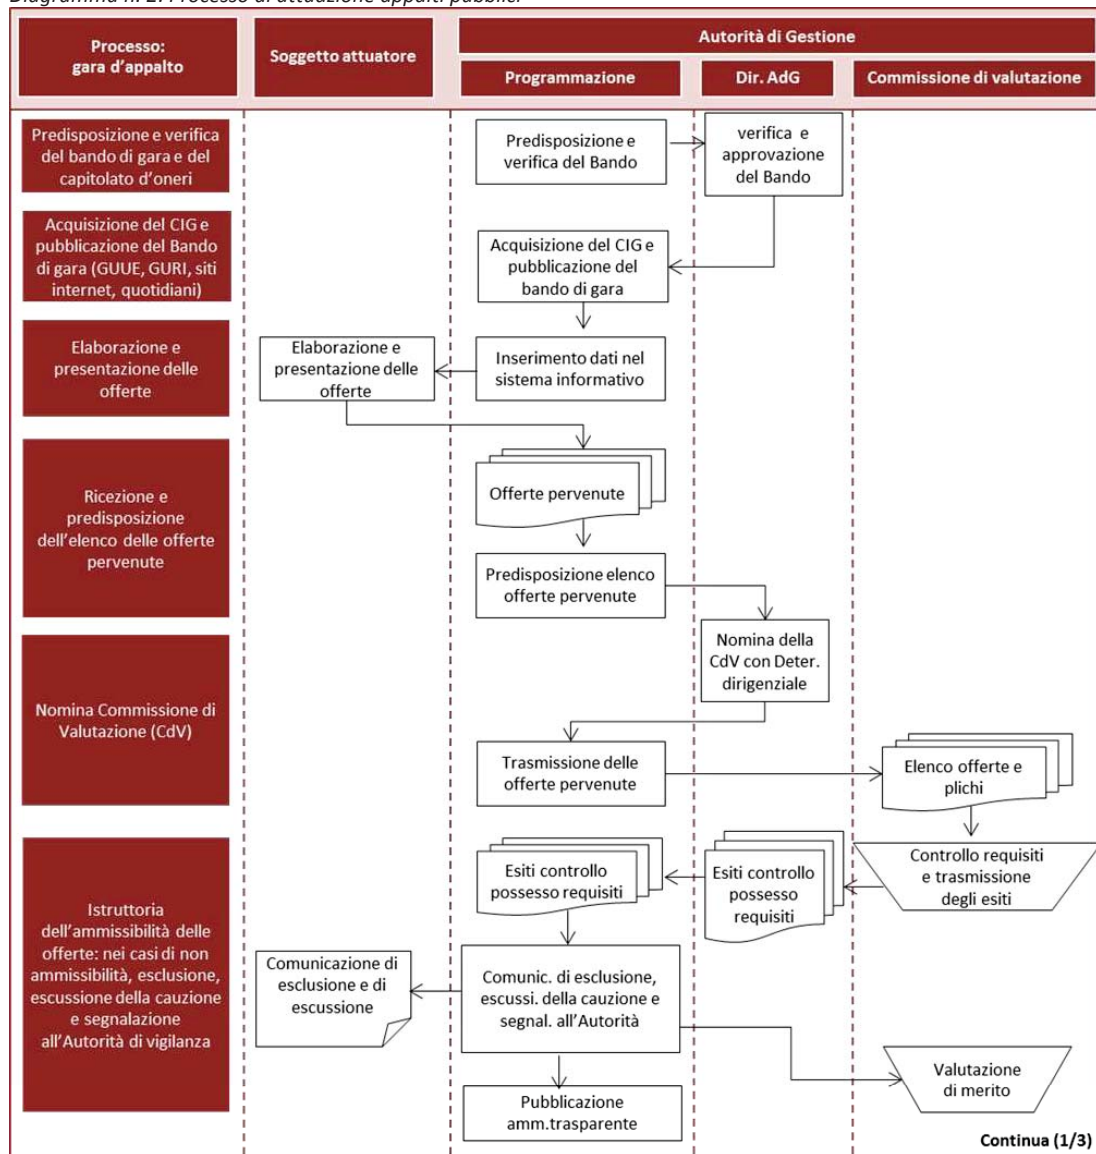 Diagramma n. 2: Processo di attuazione appalti pubblici
Processo:
gara d'appalto
Soggetto attuatore
Autorità di Gestione
Programmazione
Dir. AdG
Commissione di valutazione
Predisposizione e verifica
del bando di gara e del
capitolato d'oneri
Predisposizione e
verifica del Bando
verifica e
approvazione
del Bando
Acquisizione del CIG e
pubblicazione del Bando
di gara (GUUE, GURI, siti
internet, quotidiani)
Acquisizione del CIG e
pubblicazione del
bando di gara
Elaborazione e
presentazione delle
offerte
Elaborazione e
presentazione delle
offerte
Inserimento dati nel
sistema informativo
Ricezione e
predisposizione
dell'elenco delle offerte
pervenute
Offerte pervenute
Predisposizione elenco
offerte pervenute
Nomina Commissione di
Valutazione (CdV)
Nomina della
CdV con Deter.
dirigenziale
Trasmissione delle
offerte pervenute
Elenco offerte e
plichi
Istruttoria
dell'ammissibilità delle
offerte: nei casi di non
ammissibilità, esclusione,
escussione della cauzione
e segnalazione
all'Autorità di vigilanza
Controllo requisiti
e trasmissione
degli esiti
Esiti controllo
possesso
requisiti
Esiti controllo
possesso requisiti
Comunicazione di
esclusione e di
escussione
Comunic. di esclusione,
escussi. della cauzione e
segnal. all'Autorità
Valutazione
di merito
Pubblicazione
amm.trasparente
Continua (1/3)